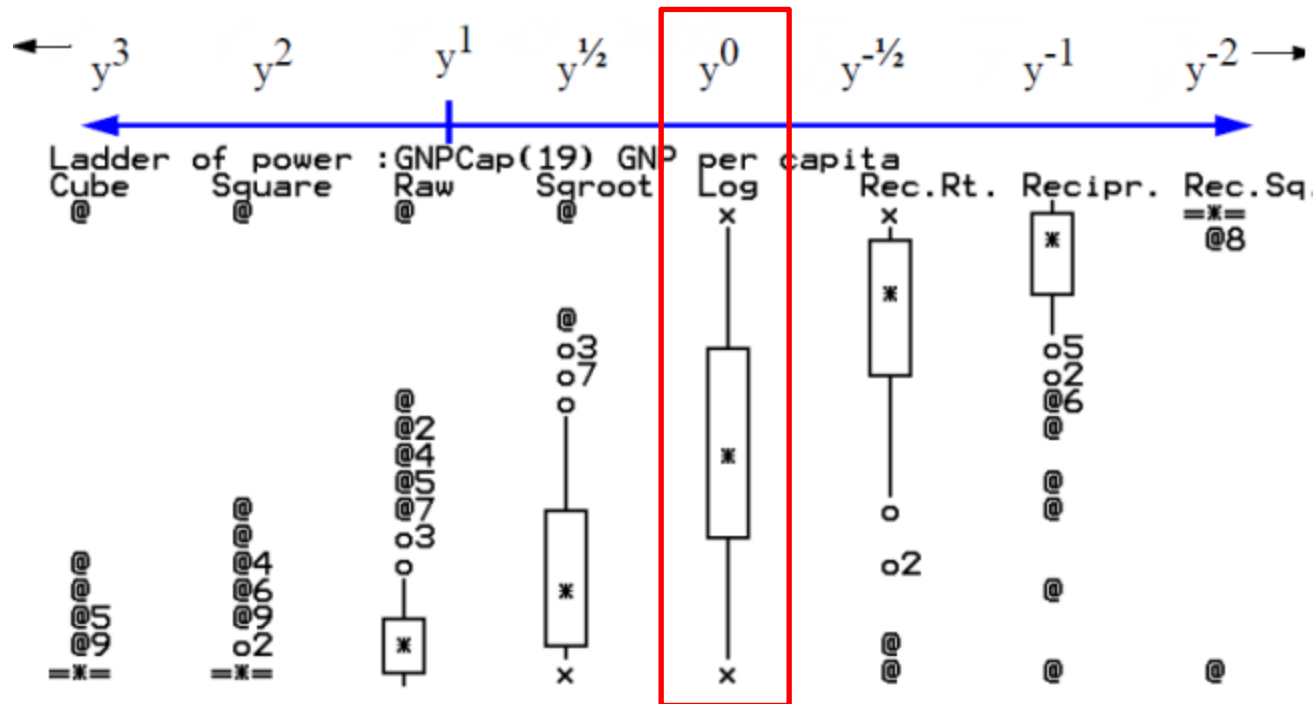 y³ y² y¹ y^½ y⁰ y^-½ y⁻¹ y⁻²
Ladder of power :GNPCap(19) GNP per capita
Cube Square Raw Sqroot Log Rec.Rt. Recipr. Rec.Sq.
@ @ @ @ x x * =*=
* @8
*
@
o3 o5
o7 o2
@ o @6
@2 @
@4 *
@5 @
@ @7 o @
@ o3
@ @4 o o2
@ @6 * @
@5 @9
@9 o2 * @
=*= =*= x x @ @ @